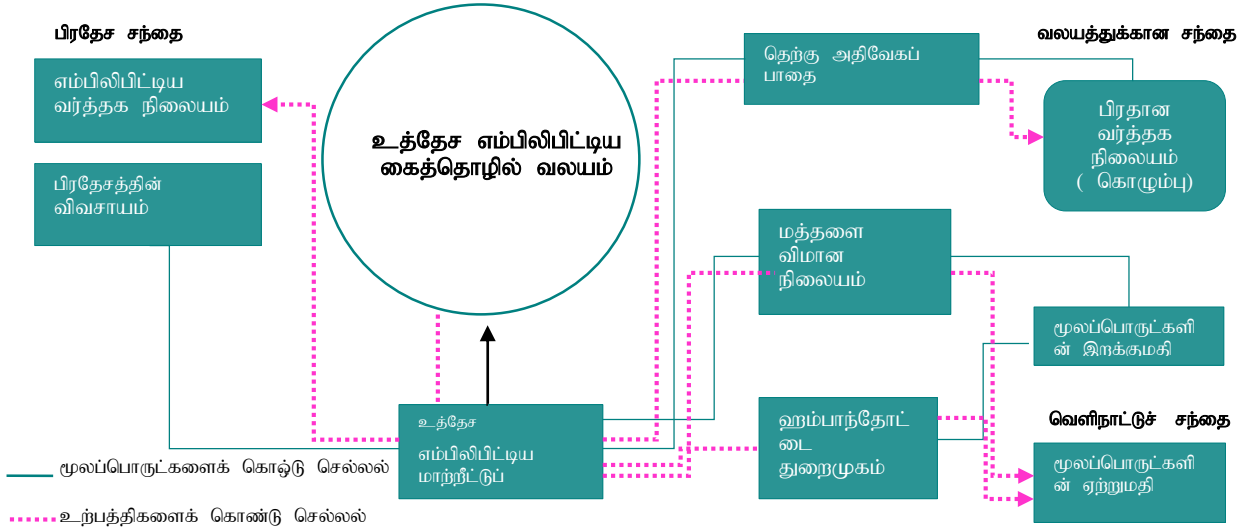 பிரதேச சந்தை
எம்பிலிபிட்டிய
வர்த்தக நிலையம்
பிரதேசத்தின்
விவசாயம்
உத்தேச எம்பிலிபிட்டிய
கைத்தொழில் வலயம்
தெற்கு அதிவேகப்
பாதை
வலயத்துக்கான சந்தை
பிரதான
வர்த்தக
நிலையம்
( கொழும்பு)
மத்தளை
விமான
நிலையம்
மூலப்பொருட்களி
ன் இறக்குமதி
உத்தேச
எம்பிலிபிட்டிய
மாற்றீட்டுப்
ஹம்பாந்தோட்
டை
துறைமுகம்
வெளிநாட்டுச் சந்தை
மூலப்பொருட்களி
ன் ஏற்றுமதி
மூலப்பொருட்களைக் செல்லல்
உற்பத்திகளைக் கொண்டு செல்லல்